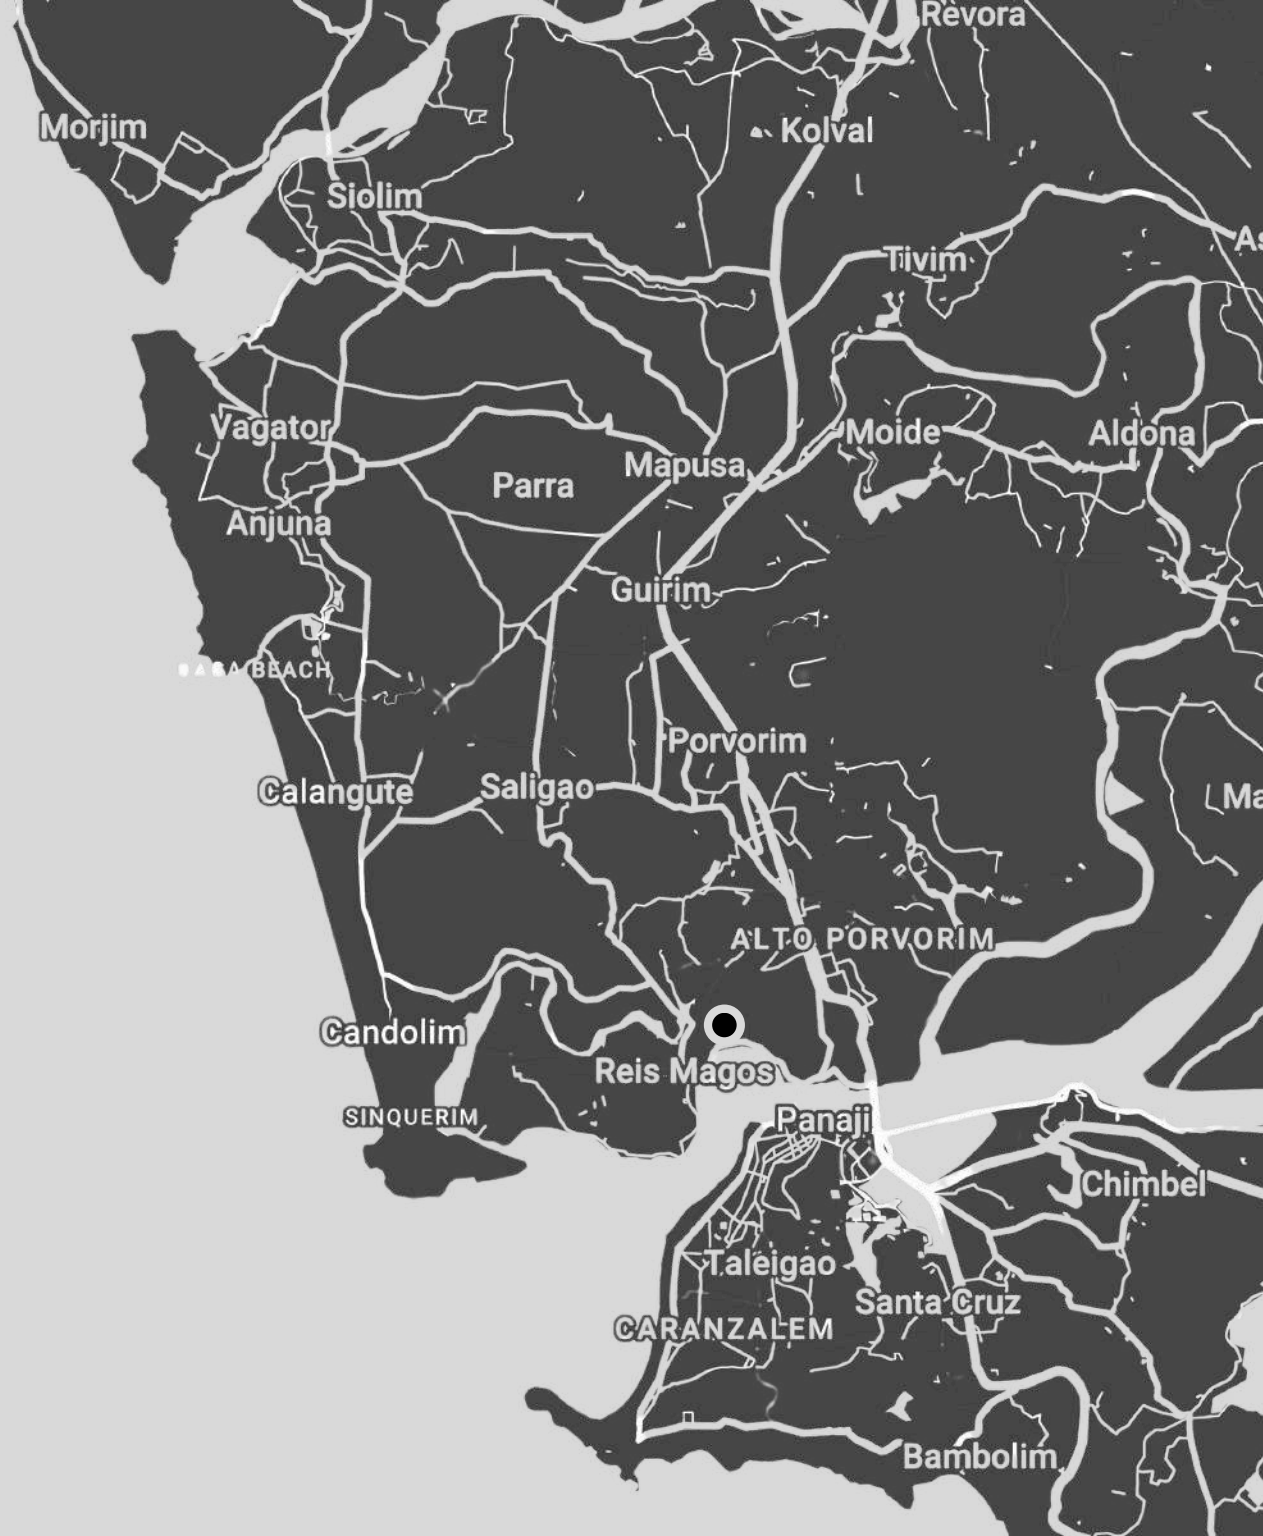 Revora
Morjim
Kolval
Siolim
Tivim
Vagator
Moide
Aldona
Mapusa
Parra
Anjuna
Guirim
BAGA BEACH
Porvorim
Calangute
Saligao
ALTO PORVORIM
Candolim
Reis Magos
SINQUERIM
Panaji
Chimbel
Taleigao
Santa Cruz
CARANZALEM
Bambolim